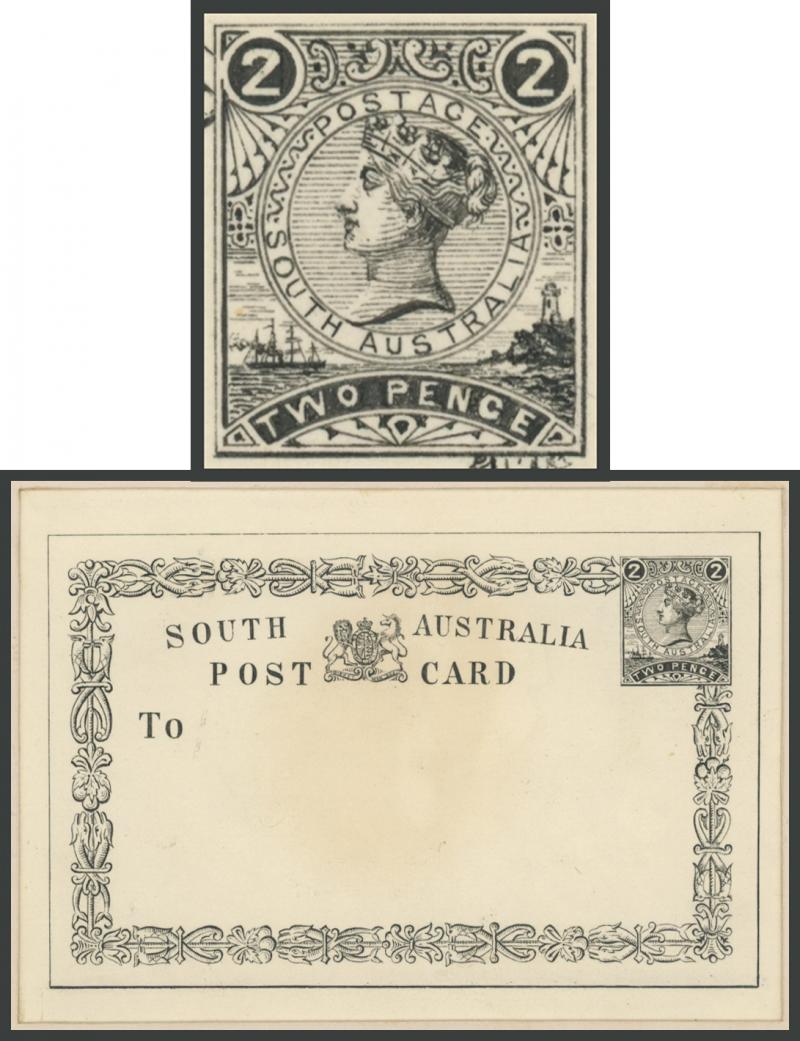 2 2
POSTAGE
SOUTH AUSTRALIA
TWO PENCE
SOUTH AUSTRALIA
POST CARD
To
2 2
POSTAGE
SOUTH AUSTRALIA
TWO PENCE